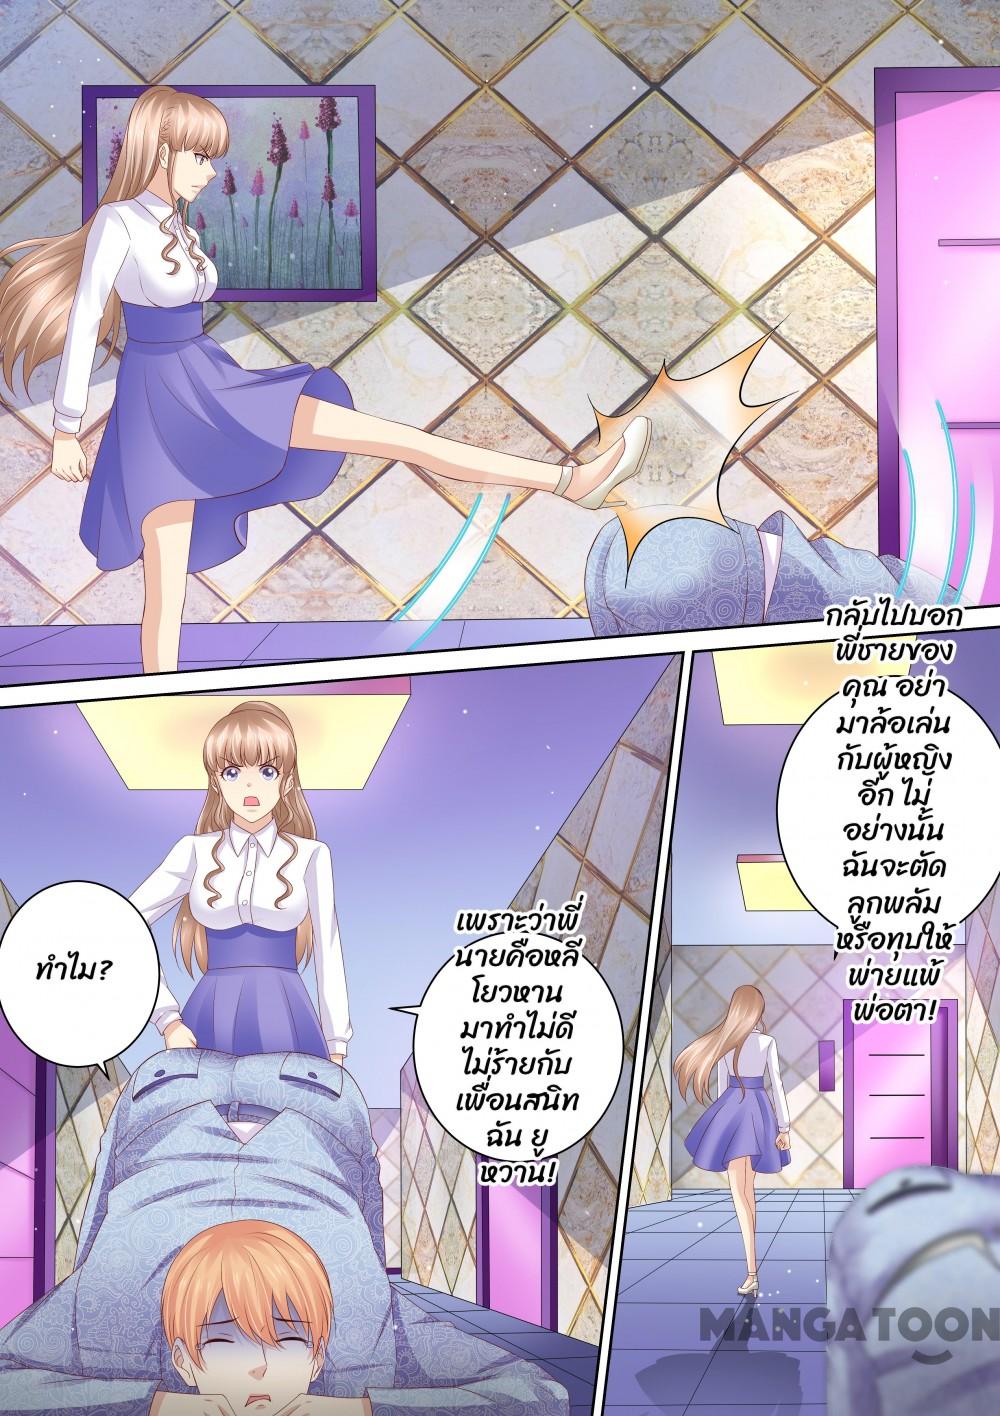 ทำไม?
เพราะว่าพี่
นายคือหลี
โยวหาน
มาทำไม่ดี
ไม่ร้ายกับ
เพื่อนสนิท
ฉัน ยู
หวาน!
กลับไปบอก
พี่ชายของ
คุณ อย่า
มาล้อเล่น
กับผู้หญิง
อีก ไม่
อย่างนั้น
ฉันจะตัด
ลูกพลัม
หรือทุบให้
พ่ายแพ้
พ่อตา!
MANGATOON